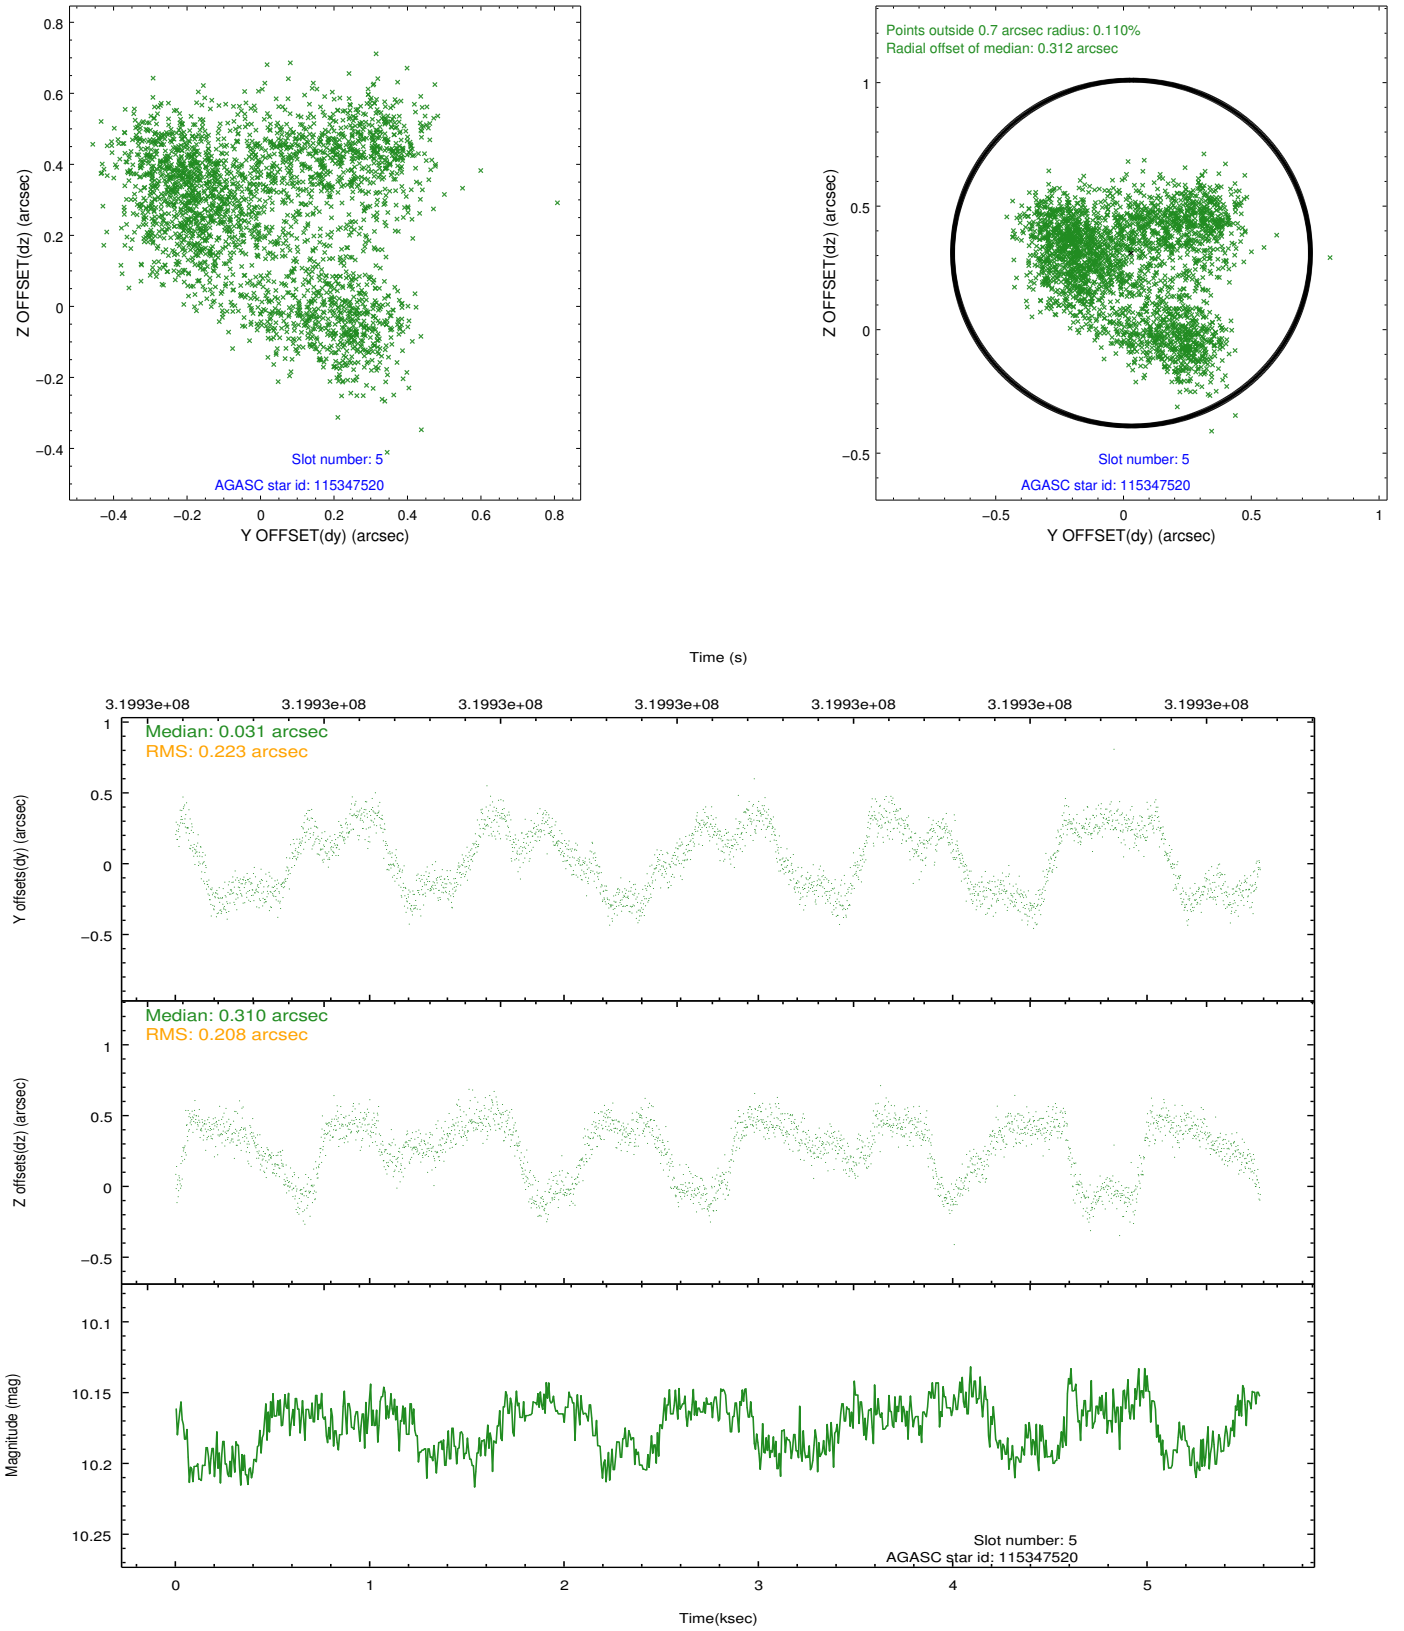 0.8
0.6
0.4
0.2
0
−0.2
−0.4
Z OFFSET(dz) (arcsec)
Slot number: 5
AGASC star id: 115347520
−0.4 −0.2 0 0.2 0.4 0.6 0.8
Y OFFSET(dy) (arcsec)
Points outside 0.7 arcsec radius: 0.110%
Radial offset of median: 0.312 arcsec
1
0.5
0
−0.5
Z OFFSET(dz) (arcsec)
Slot number: 5
AGASC star id: 115347520
−0.5 0 0.5 1
Y OFFSET(dy) (arcsec)
Time (s)
3.1993e+08 3.1993e+08 3.1993e+08 3.1993e+08 3.1993e+08 3.1993e+08 3.1993e+08
Median: 0.031 arcsec
RMS: 0.223 arcsec
1
0.5
0
−0.5
Y offsets(dy) (arcsec)
Median: 0.310 arcsec
RMS: 0.208 arcsec
1
0.5
0
−0.5
Z offsets(dz) (arcsec)
10.1
10.15
10.2
10.25
Magnitude (mag)
Slot number: 5
AGASC star id: 115347520
0 1 2 3 4 5
Time(ksec)